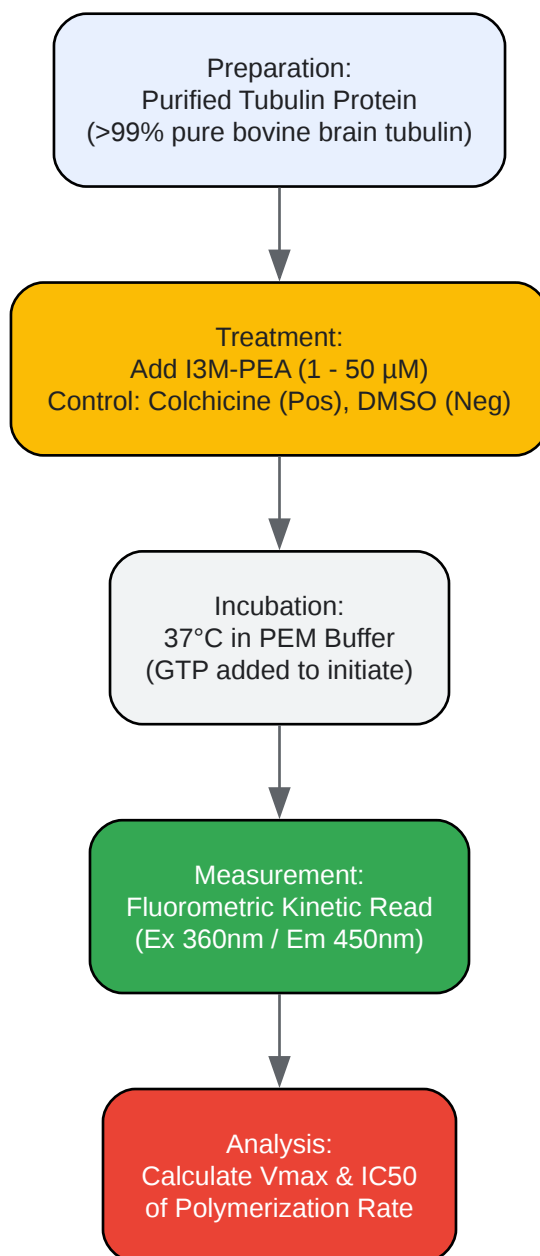 Preparation:
Purified Tubulin Protein
(>99% pure bovine brain tubulin)
Treatment:
Add I3M-PEA (1 - 50 µM)
Control: Colchicine (Pos), DMSO (Neg)
Incubation:
37°C in PEM Buffer
(GTP added to initiate)
Measurement:
Fluorometric Kinetic Read
(Ex 360nm / Em 450nm)
Analysis:
Calculate Vmax & IC50
of Polymerization Rate